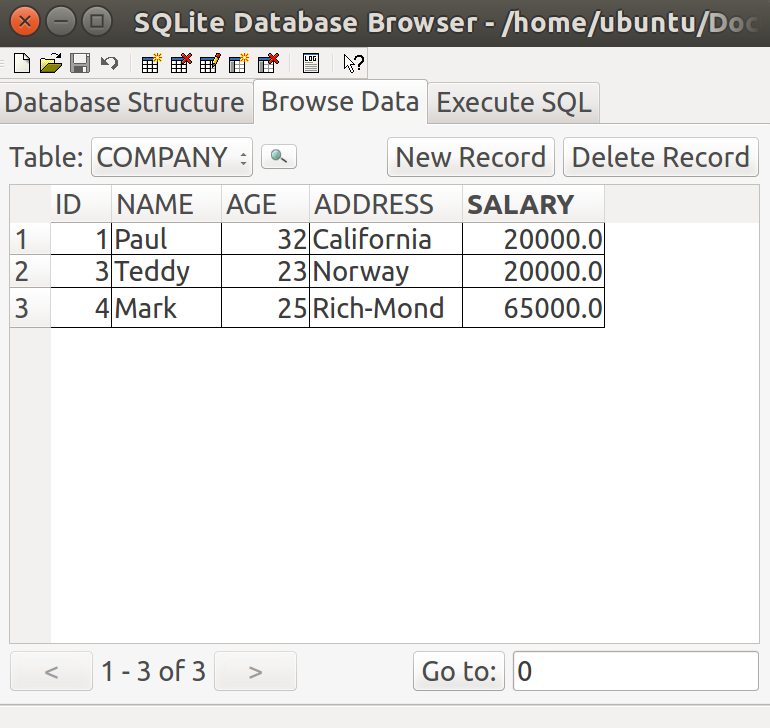 SQLite Database Browser - /home/ubuntu/Doc
LOG
Database Structure Browse Data Execute SQL
Table: COMPANY New Record Delete Record
ID NAME AGE ADDRESS SALARY
1 1 Paul 32 California 20000.0
2 3 Teddy 23 Norway 20000.0
3 4 Mark 25 Rich-Mond 65000.0
< 1 - 3 of 3 > Go to: 0